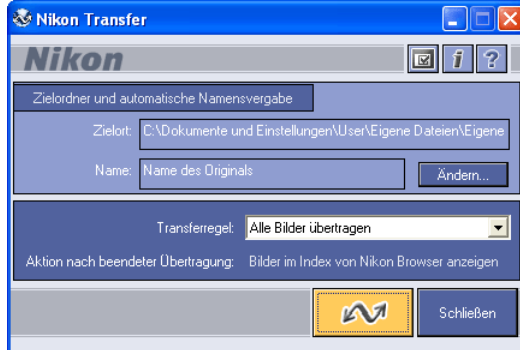 Nikon Transfer
Nikon
Zielordner und automatische Namensvergabe
Zielort: C:\Dokumente und Einstellungen\User\Eigene Dateien\Eigene
Name: Name des Originals
Ändern...
Transferregel: Alle Bilder übertragen
Aktion nach beendeter Übertragung: Bilder im Index von Nikon Browser anzeigen
Schließen